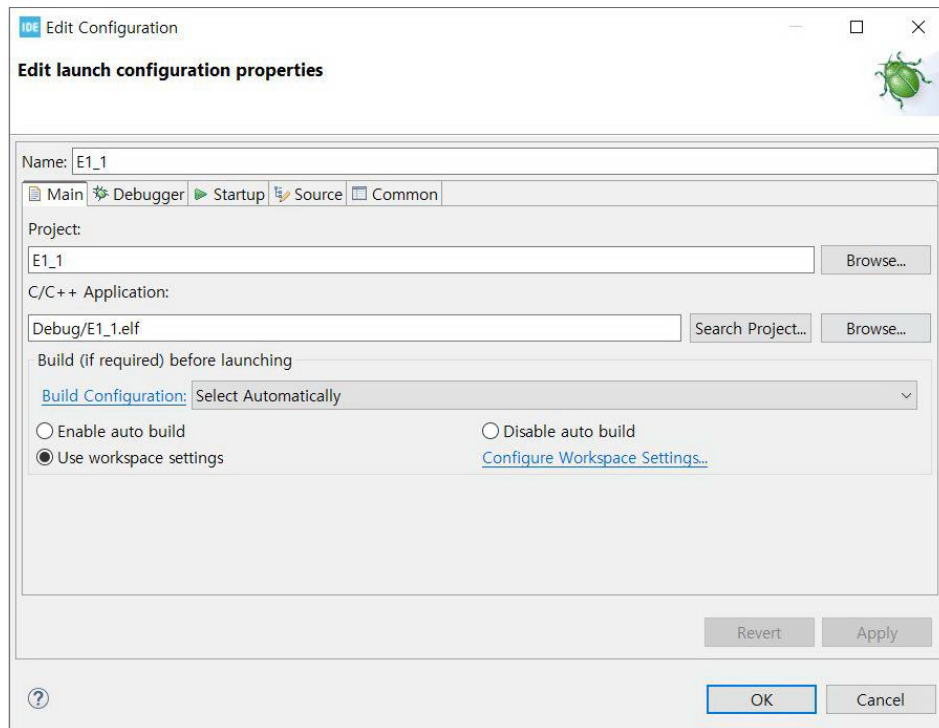 IDE Edit Configuration
Edit launch configuration properties
Name: E1_1
Main Debugger Startup Source Common
Project:
E1_1 Browse...
C/C++ Application:
Debug/E1_1.elf Search Project... Browse...
Build (if required) before launching
Build Configuration: Select Automatically
Enable auto build Disable auto build
Use workspace settings Configure Workspace Settings...
Revert Apply
? OK Cancel